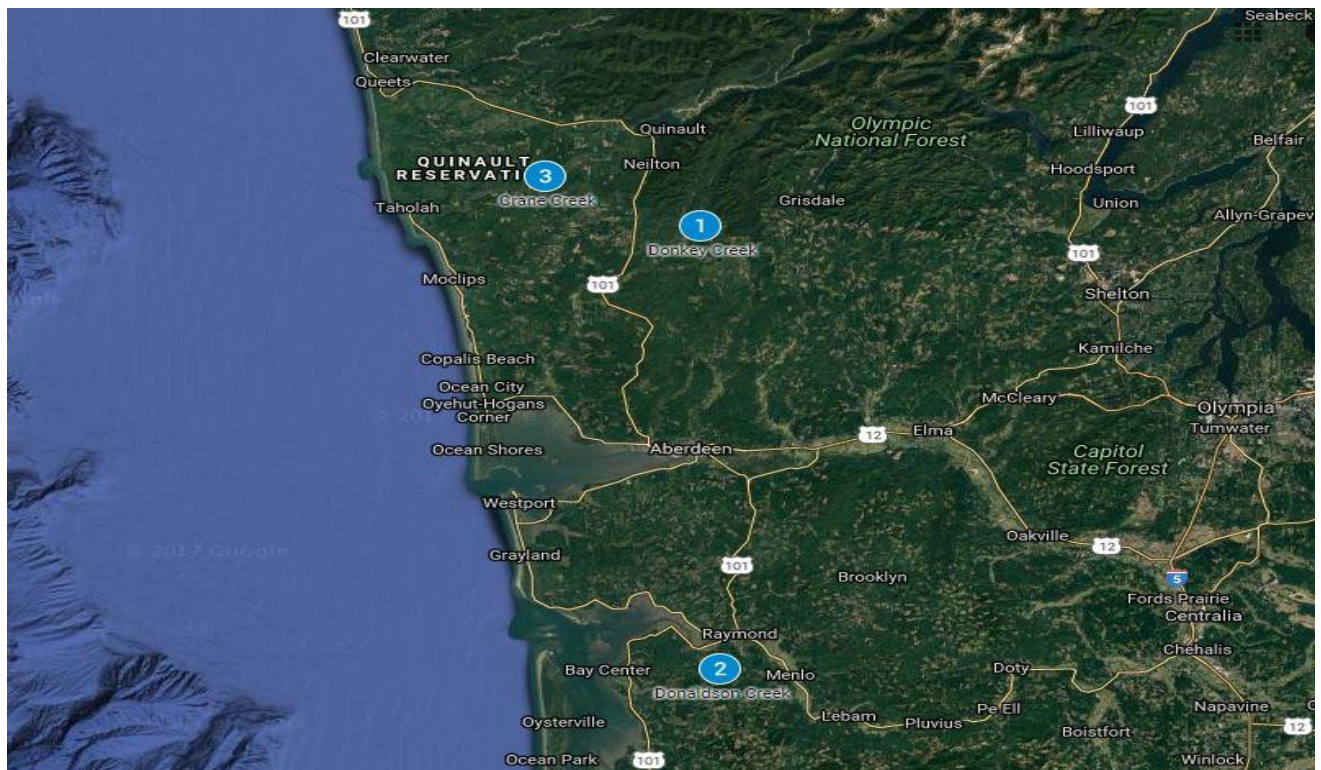 101
Seabeck
Clearwater
Queets
101
Quinault
Olympic
National Forest
Lilliwaup
Belfair
QUINAULT
RESERVATI
3
Crane Creek
Neilton
Hoodsport
Grisdale
Union
Taholah
1
Donkey Creek
Allyn-Grapev
101
Moclips
101
Shelton
Kamilche
Copalis Beach
Ocean City
Oyehut-Hogans
Corner
McCleary
Olympia
Tumwater
Ocean Shores
Aberdeen
12
Elma
Capitol
State Forest
Westport
Grayland
Oakville
12
© 2017 Google
101
Brooklyn
5
Fords Prairie
Centralia
Raymond
Chehalis
Bay Center
2
Donaldson Creek
Menlo
Doty
Oysterville
Lebam
Pluvius
Pe Ell
Napavine
Boistfort
12
Ocean Park
101
Winlock